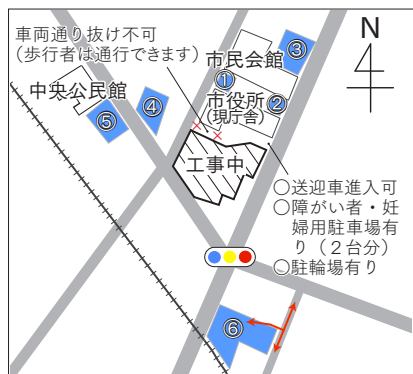 車両通り抜け不可
（歩行者は通行できます）
N
市民会館
③
①
中央公民館
市役所
②
（現庁舎）
④
⑤
工事中
○送迎車進入可
○障がい者・妊
婦用駐車場有
り（２台分）
○駐輪場有り
⑥